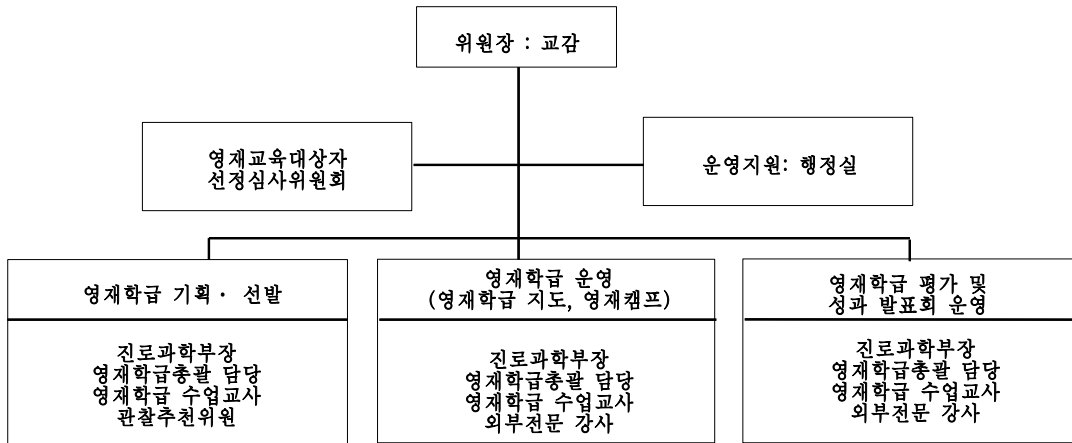 위원장 : 교감
영재교육대상자
선정심사위원회
운영지원: 행정실
영재학급 기획 · 선발
진로과학부장
영재학급총괄 담당
영재학급 수업교사
관찰추천위원
영재학급 운영
(영재학급 지도, 영재캠프)
진로과학부장
영재학급총괄 담당
영재학급 수업교사
외부전문 강사
영재학급 평가 및
성과 발표회 운영
진로과학부장
영재학급총괄 담당
영재학급 수업교사
외부전문 강사